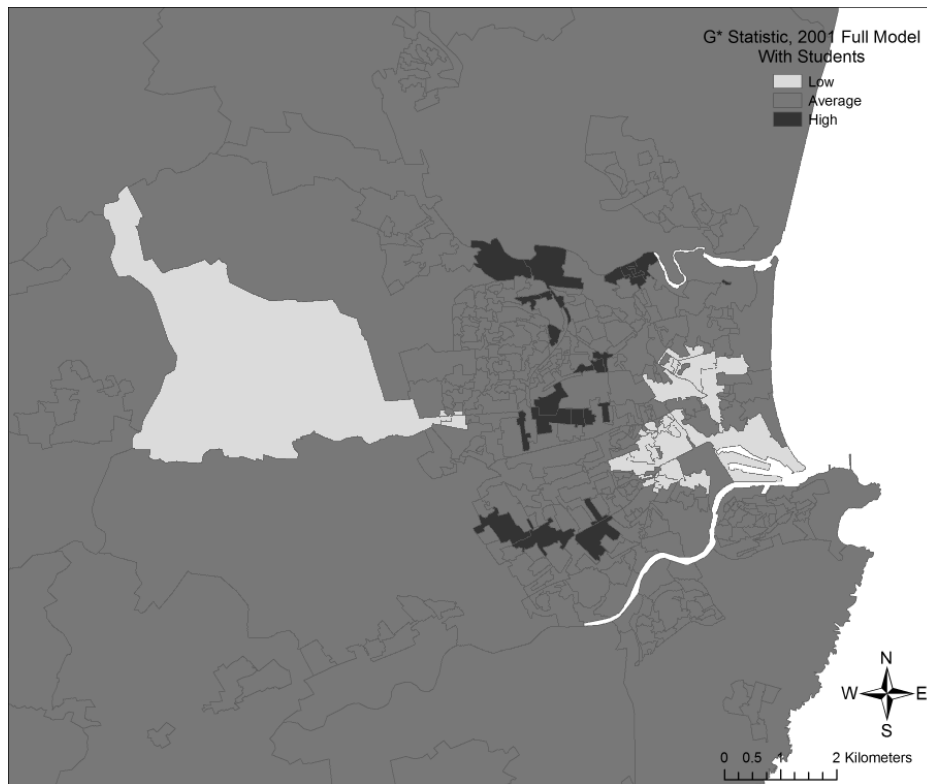 G* Statistic, 2001 Full Model
With Students
Low
Average
High
N
W E
S
0 0.5 1 2 Kilometers